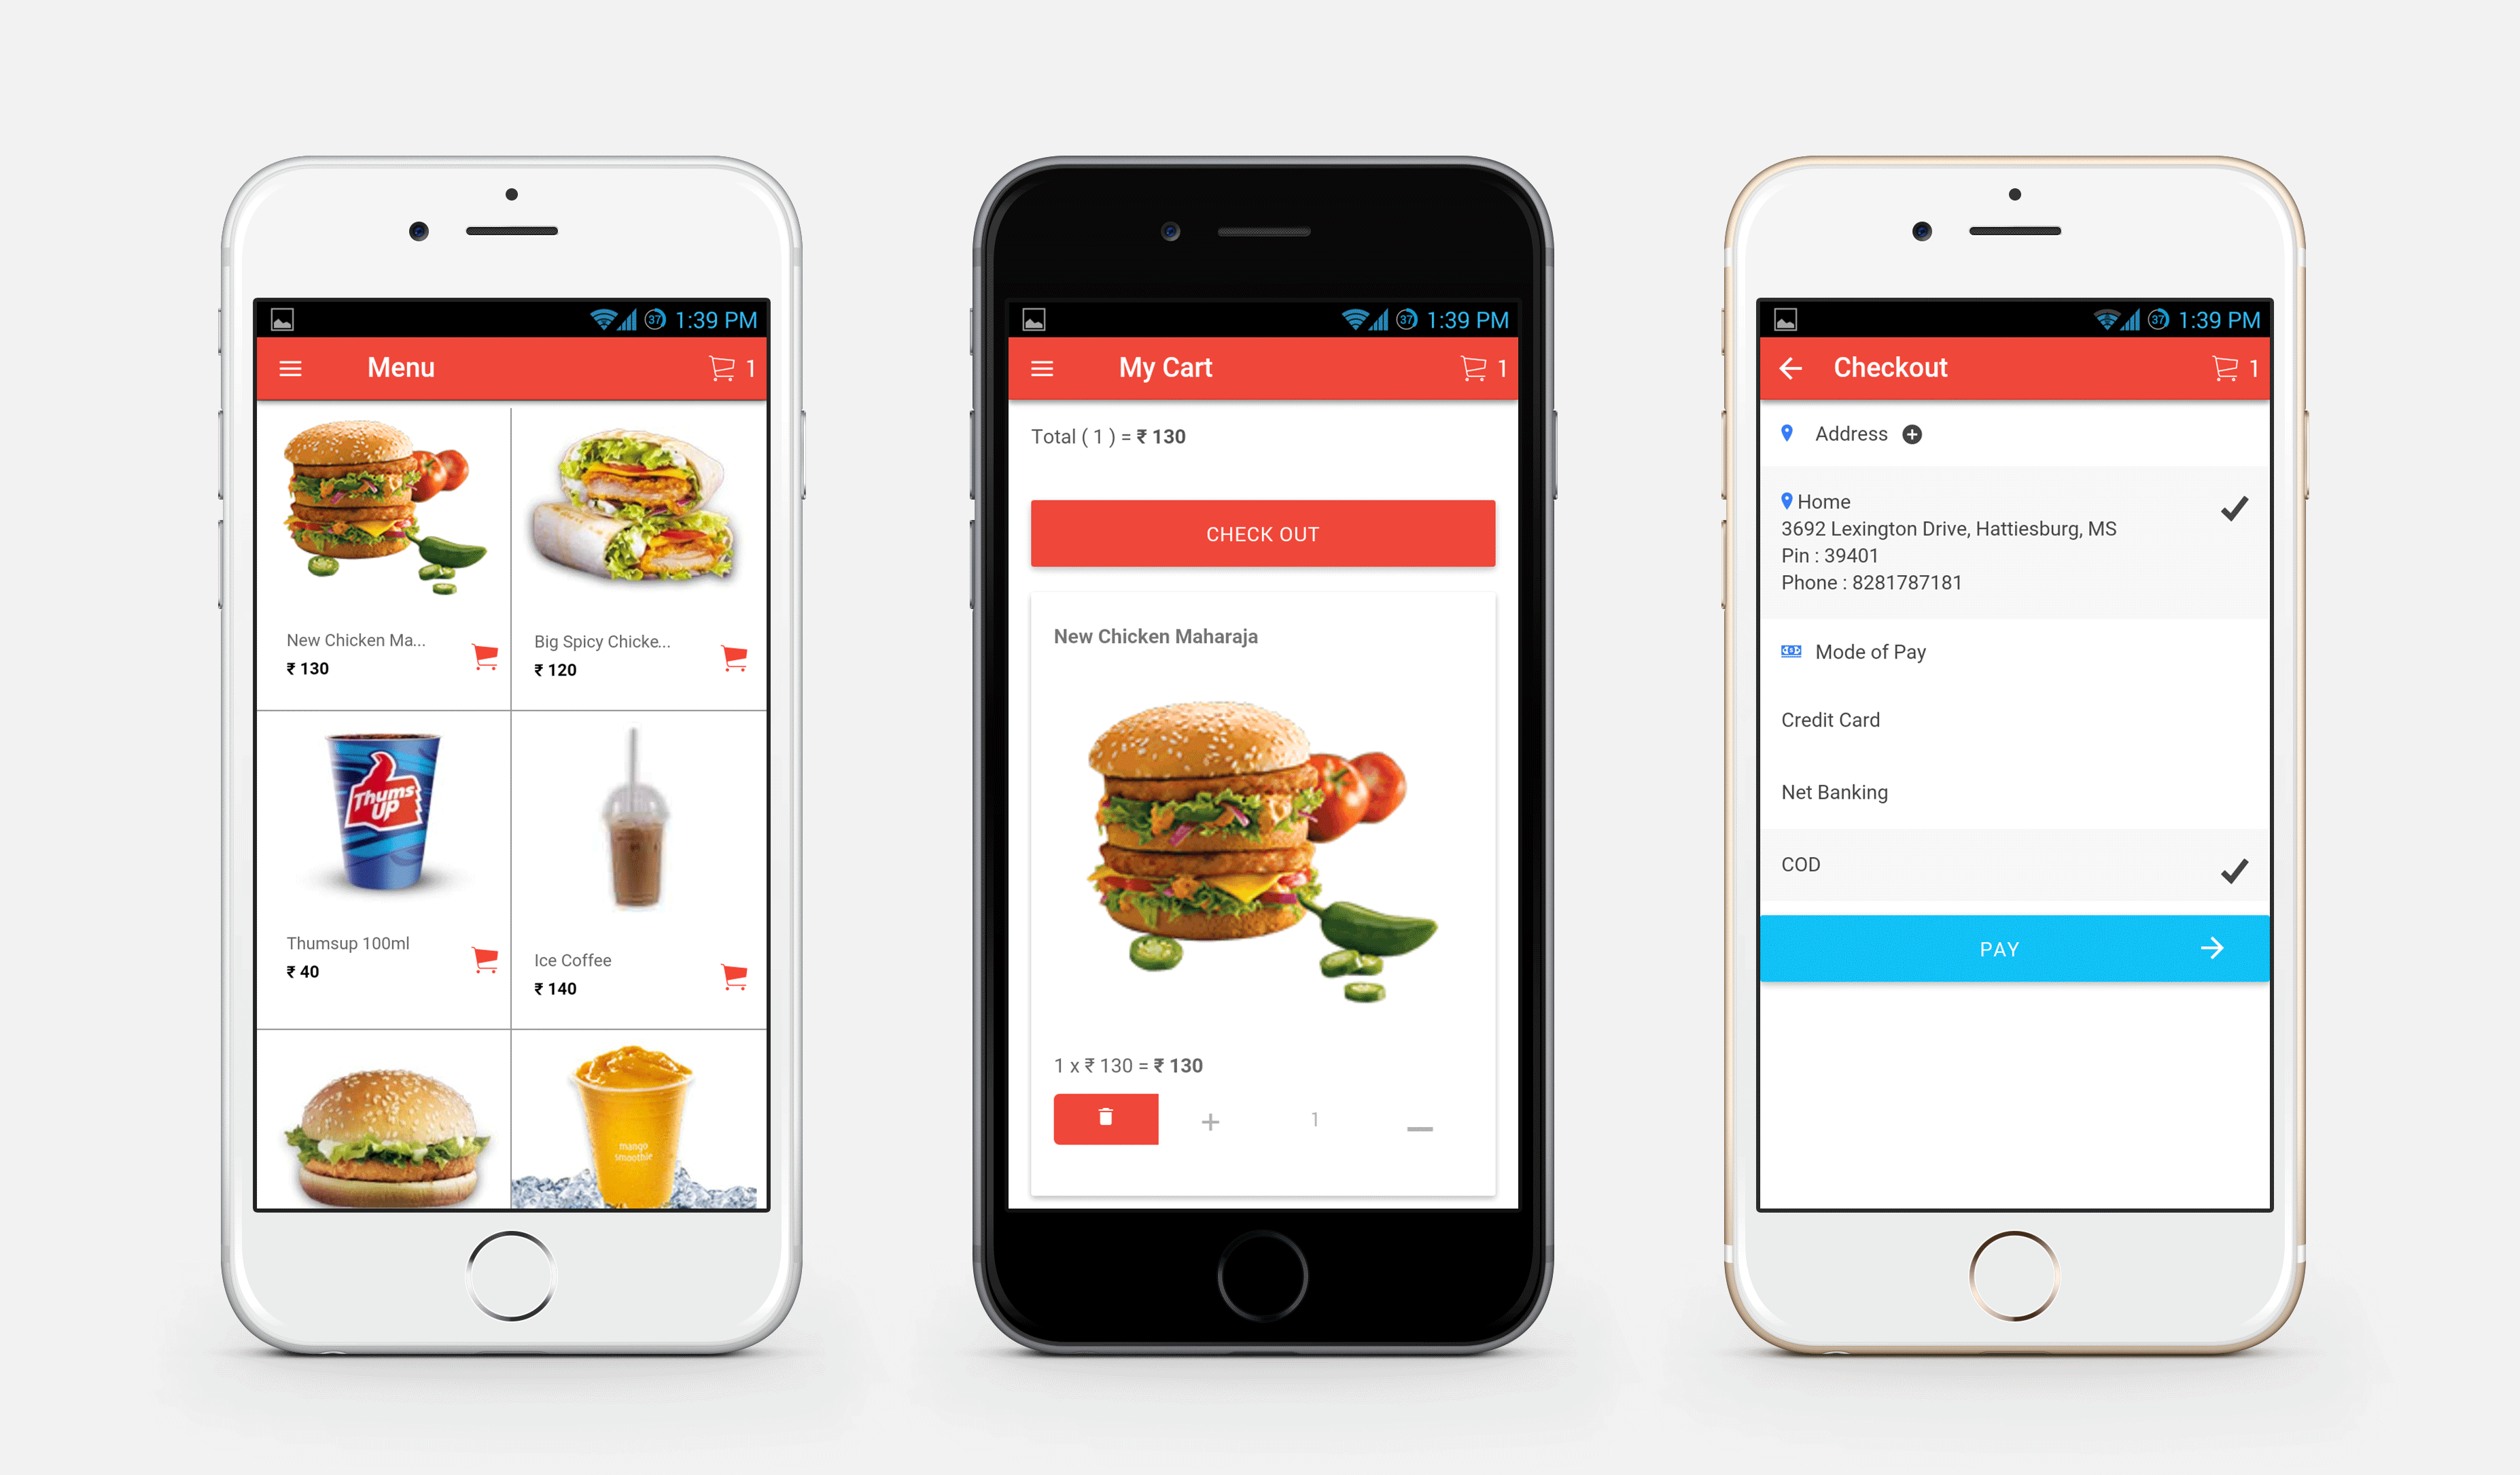 37 1:39 PM
Menu 1
New Chicken Ma...
₹ 130
Big Spicy Chicke...
₹ 120
Thums
UP
Thumsup 100ml
₹ 40
Ice Coffee
₹ 140
mango
smoothie
37 1:39 PM
My Cart 1
Total ( 1 ) = ₹ 130
CHECK OUT
New Chicken Maharaja
1 x ₹ 130 = ₹ 130
+ 1 –
37 1:39 PM
Checkout 1
Address
Home
3692 Lexington Drive, Hattiesburg, MS
Pin : 39401
Phone : 8281787181
Mode of Pay
Credit Card
Net Banking
COD
PAY